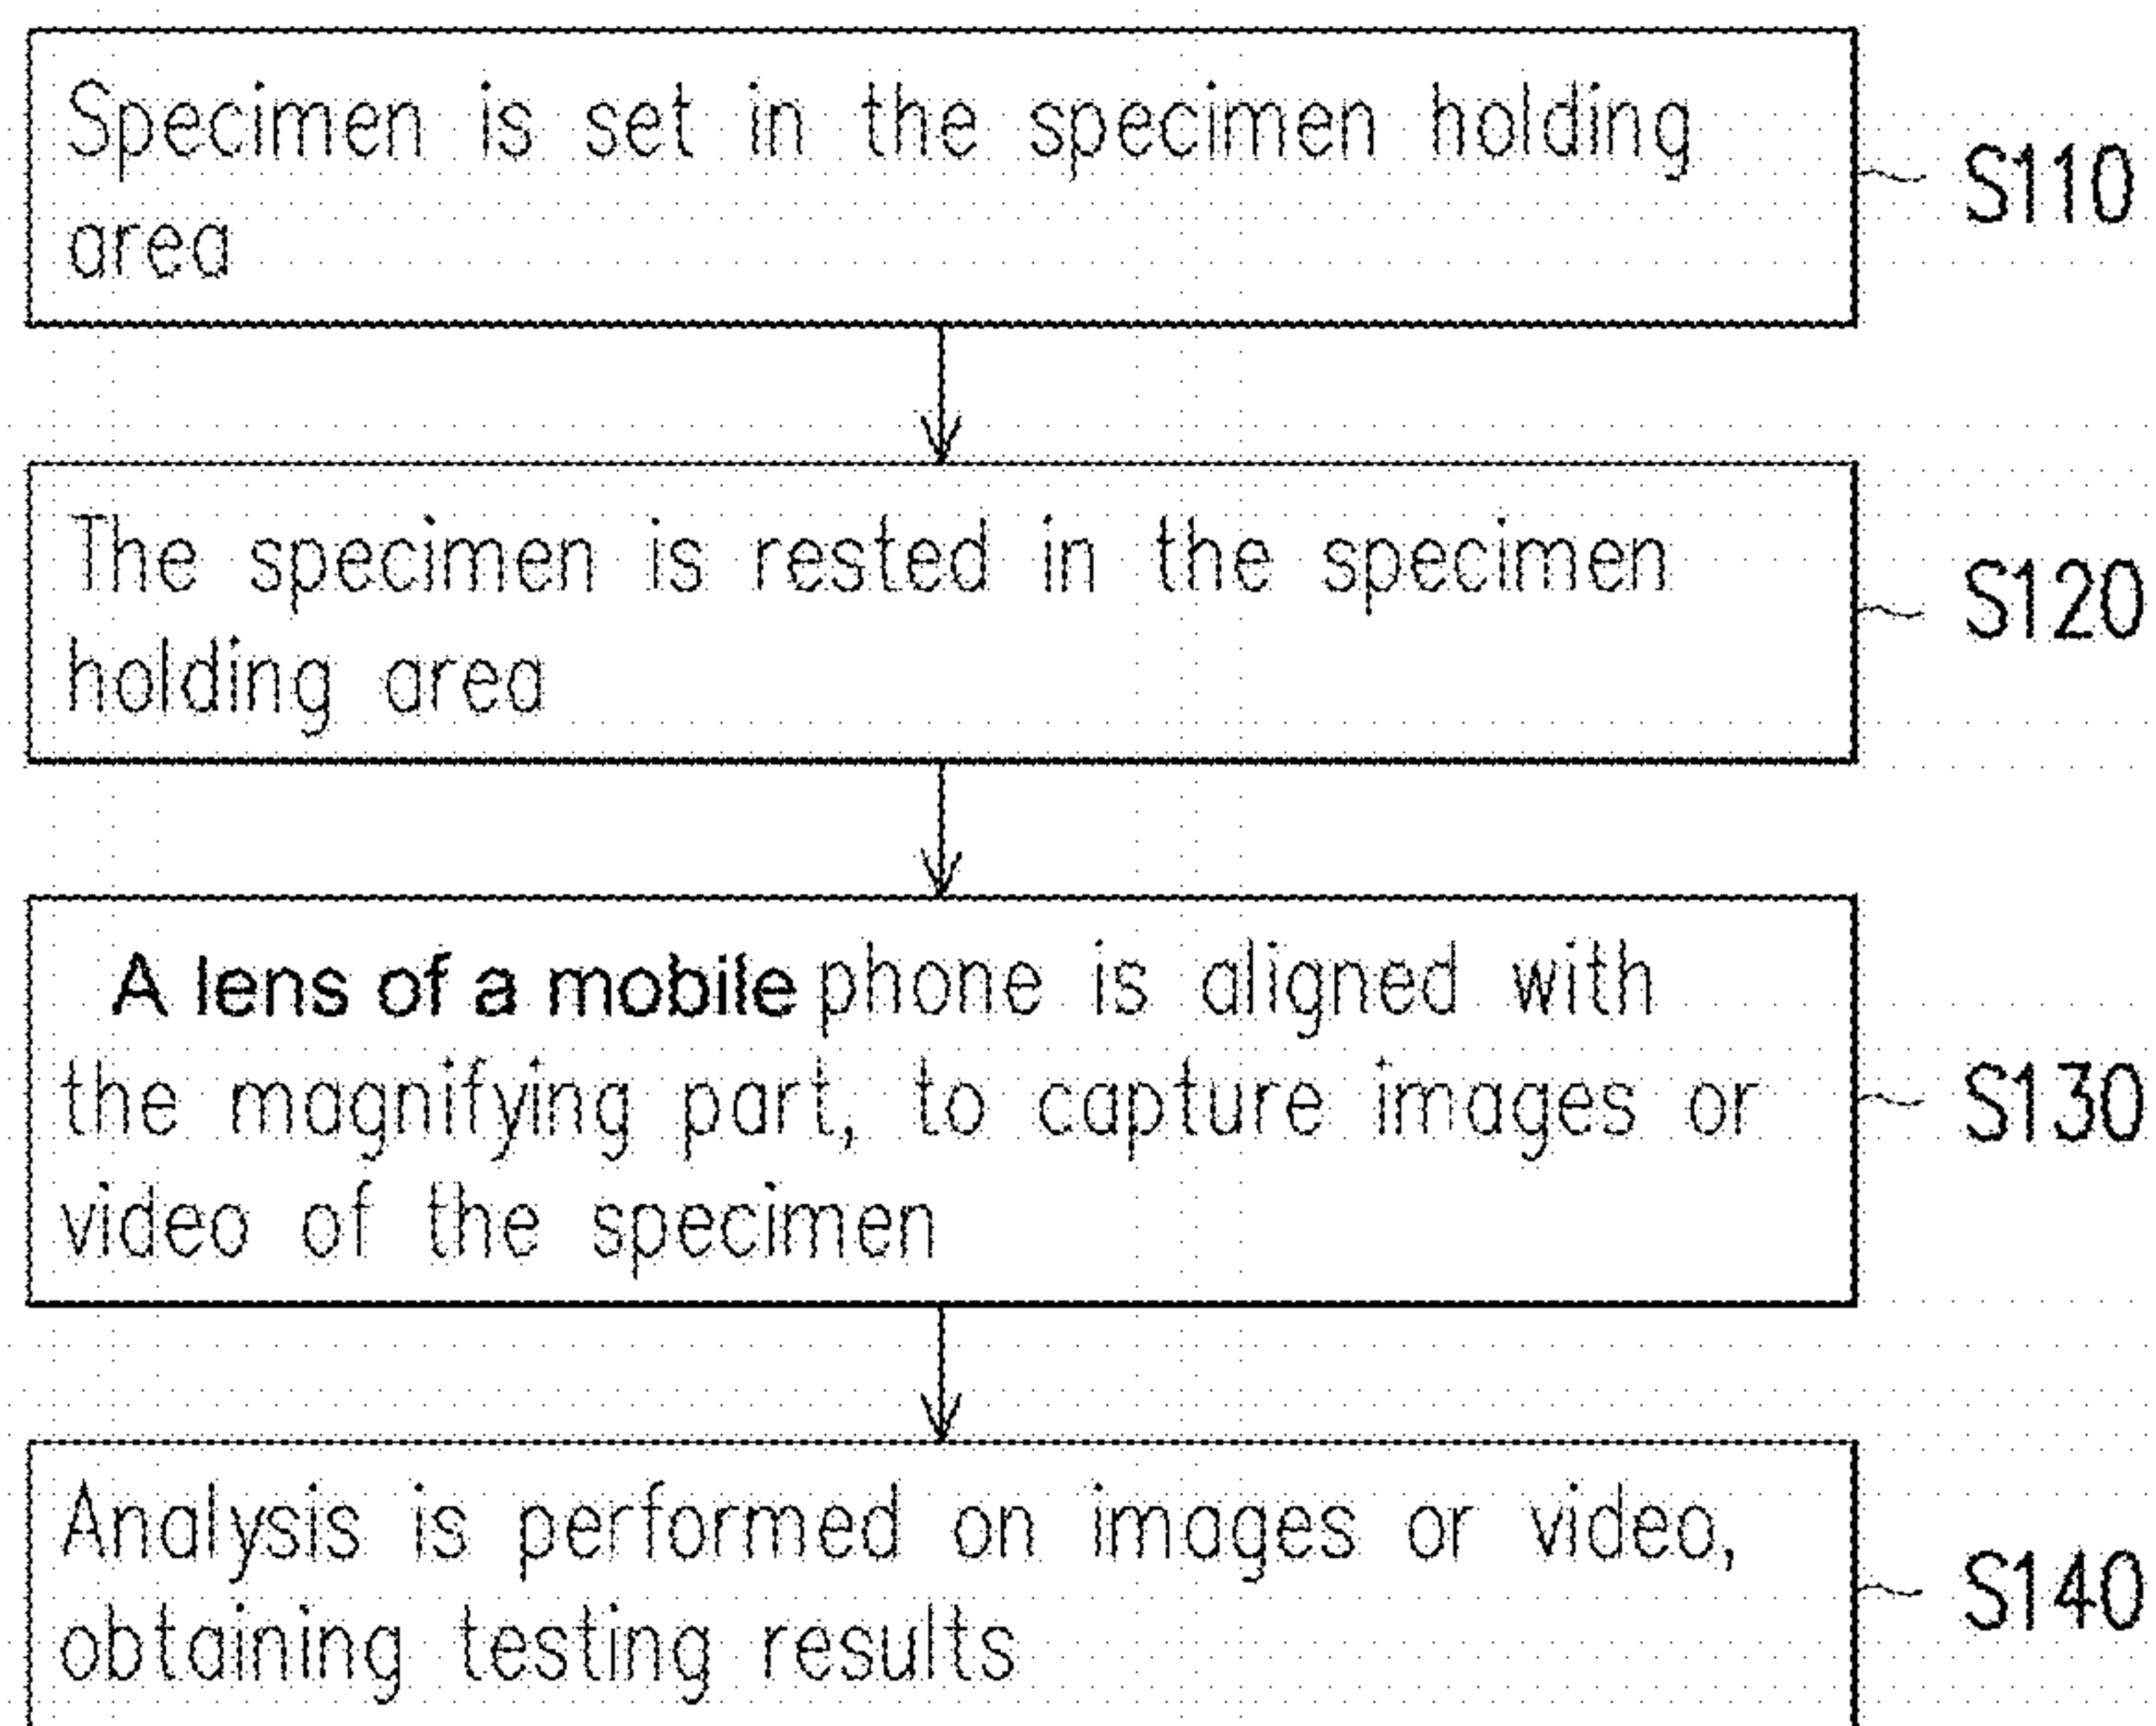 Specimen is set in the specimen holding
area
S110
The specimen is rested in the specimen
holding area
S120
A lens of a mobile phone is aligned with
the magnifying part, to capture images or
video of the specimen
S130
Analysis is performed on images or video,
obtaining testing results
S140